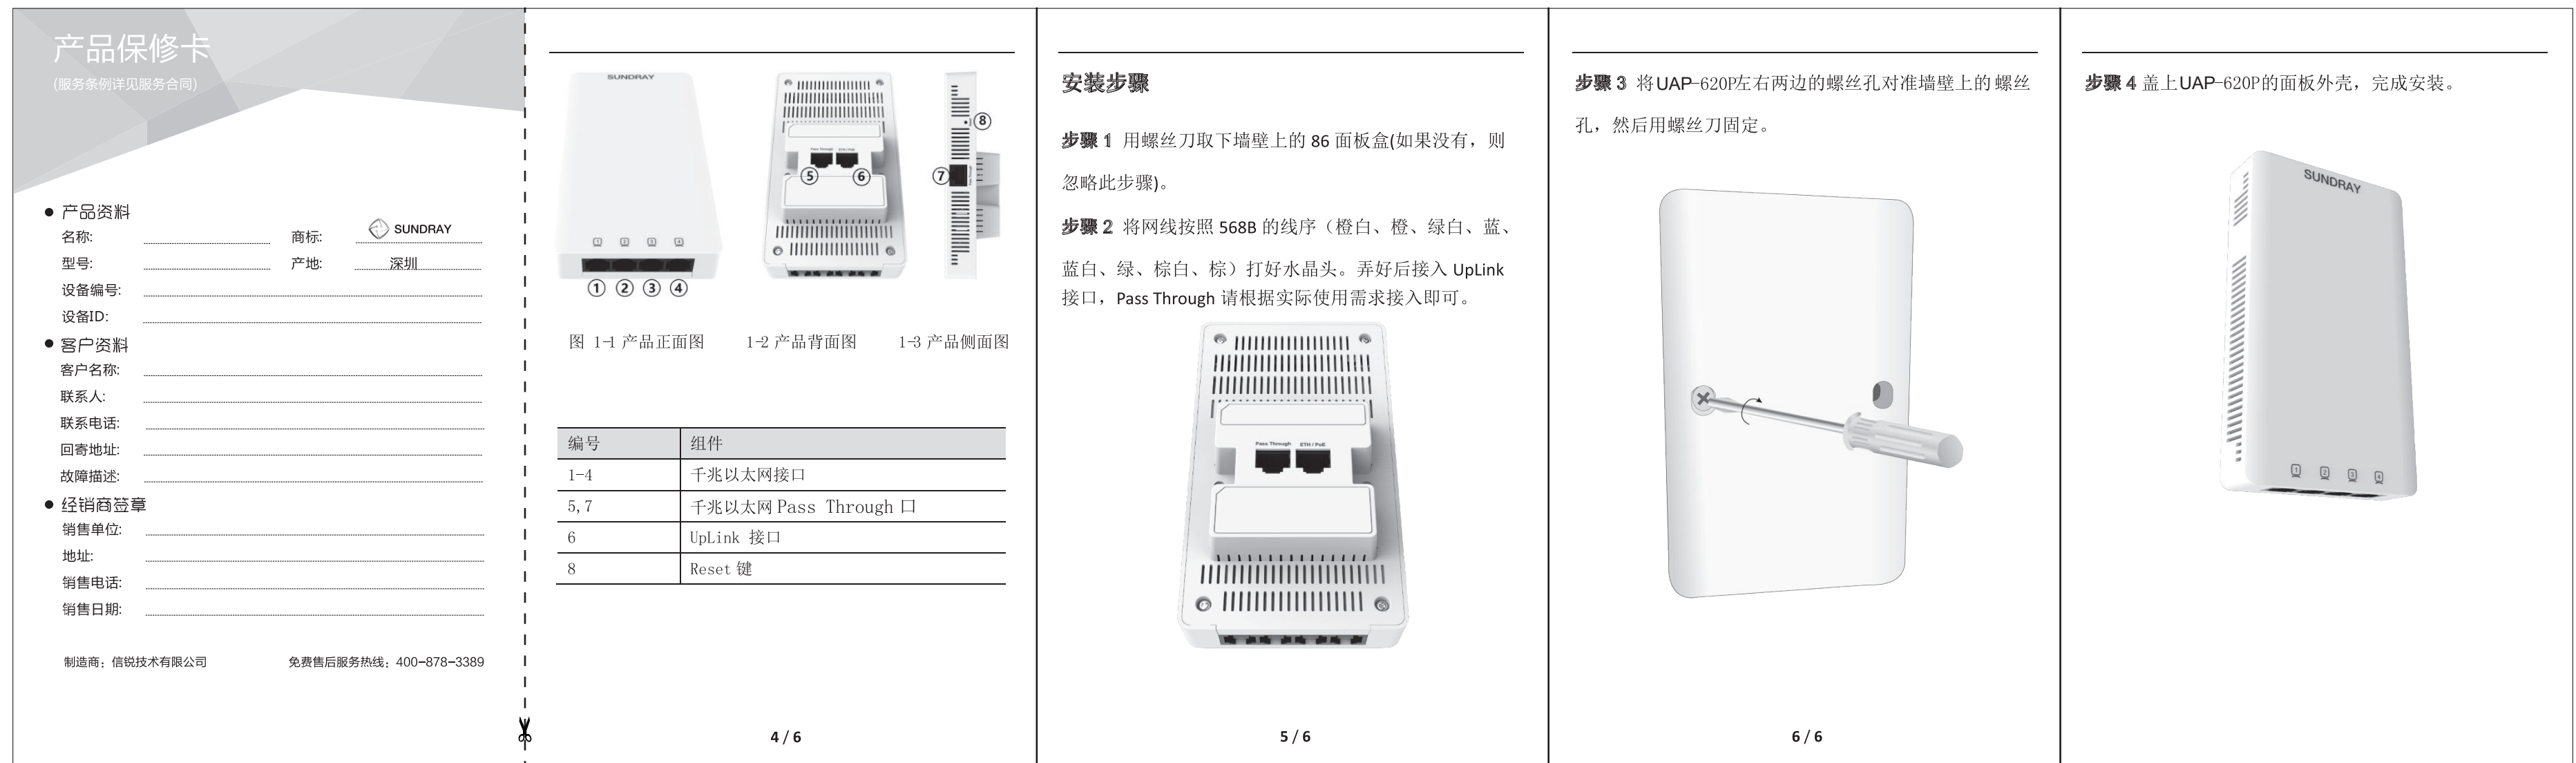 产品保修卡
(服务条例详见服务合同)
产品资料
名称:
商标:
SUNDRAY
型号:
产地:
深圳
设备编号:
设备ID:
客户资料
客户名称:
联系人:
联系电话:
回寄地址:
故障描述:
经销商签章
销售单位:
地址:
销售电话:
销售日期:
制造商：信锐技术有限公司
免费售后服务热线：400-878-3389
SUNDRAY
1 2 3 4
① ② ③ ④
Pass Through ETH / PoE
⑤ ⑥
⑧
⑦
图 1-1 产品正面图
1-2 产品背面图
1-3 产品侧面图
编号 组件
1-4 千兆以太网接口
5,7 千兆以太网 Pass Through 口
6 UpLink 接口
8 Reset 键
4 / 6
安装步骤
步骤 1 用螺丝刀取下墙壁上的 86 面板盒(如果没有，则
忽略此步骤)。
步骤 2 将网线按照 568B 的线序（橙白、橙、绿白、蓝、
蓝白、绿、棕白、棕）打好水晶头。弄好后接入 UpLink
接口，Pass Through 请根据实际使用需求接入即可。
Pass Through ETH / PoE
5 / 6
步骤 3 将UAP-620P左右两边的螺丝孔对准墙壁上的 螺丝
孔，然后用螺丝刀固定。
6 / 6
步骤 4 盖上UAP-620P的面板外壳，完成安装。
SUNDRAY
1 2 3 4